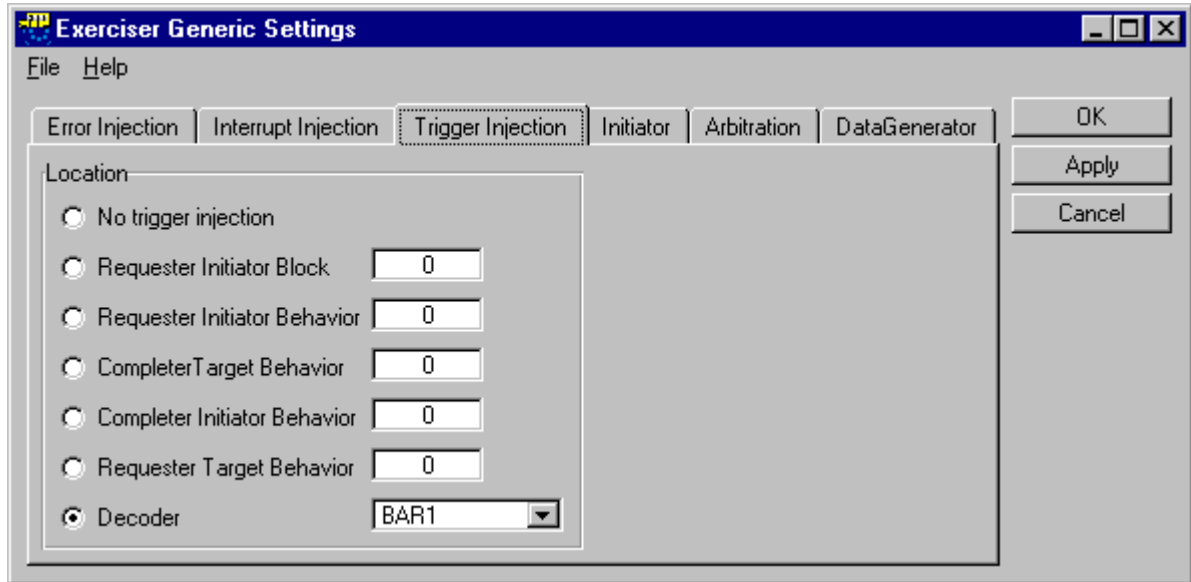 Exerciser Generic Settings
File Help
Error Injection Interrupt Injection Trigger Injection Initiator Arbitration DataGenerator
OK
Apply
Cancel
Location
No trigger injection
Requester Initiator Block 0
Requester Initiator Behavior 0
CompleterTarget Behavior 0
Completer Initiator Behavior 0
Requester Target Behavior 0
Decoder BAR1